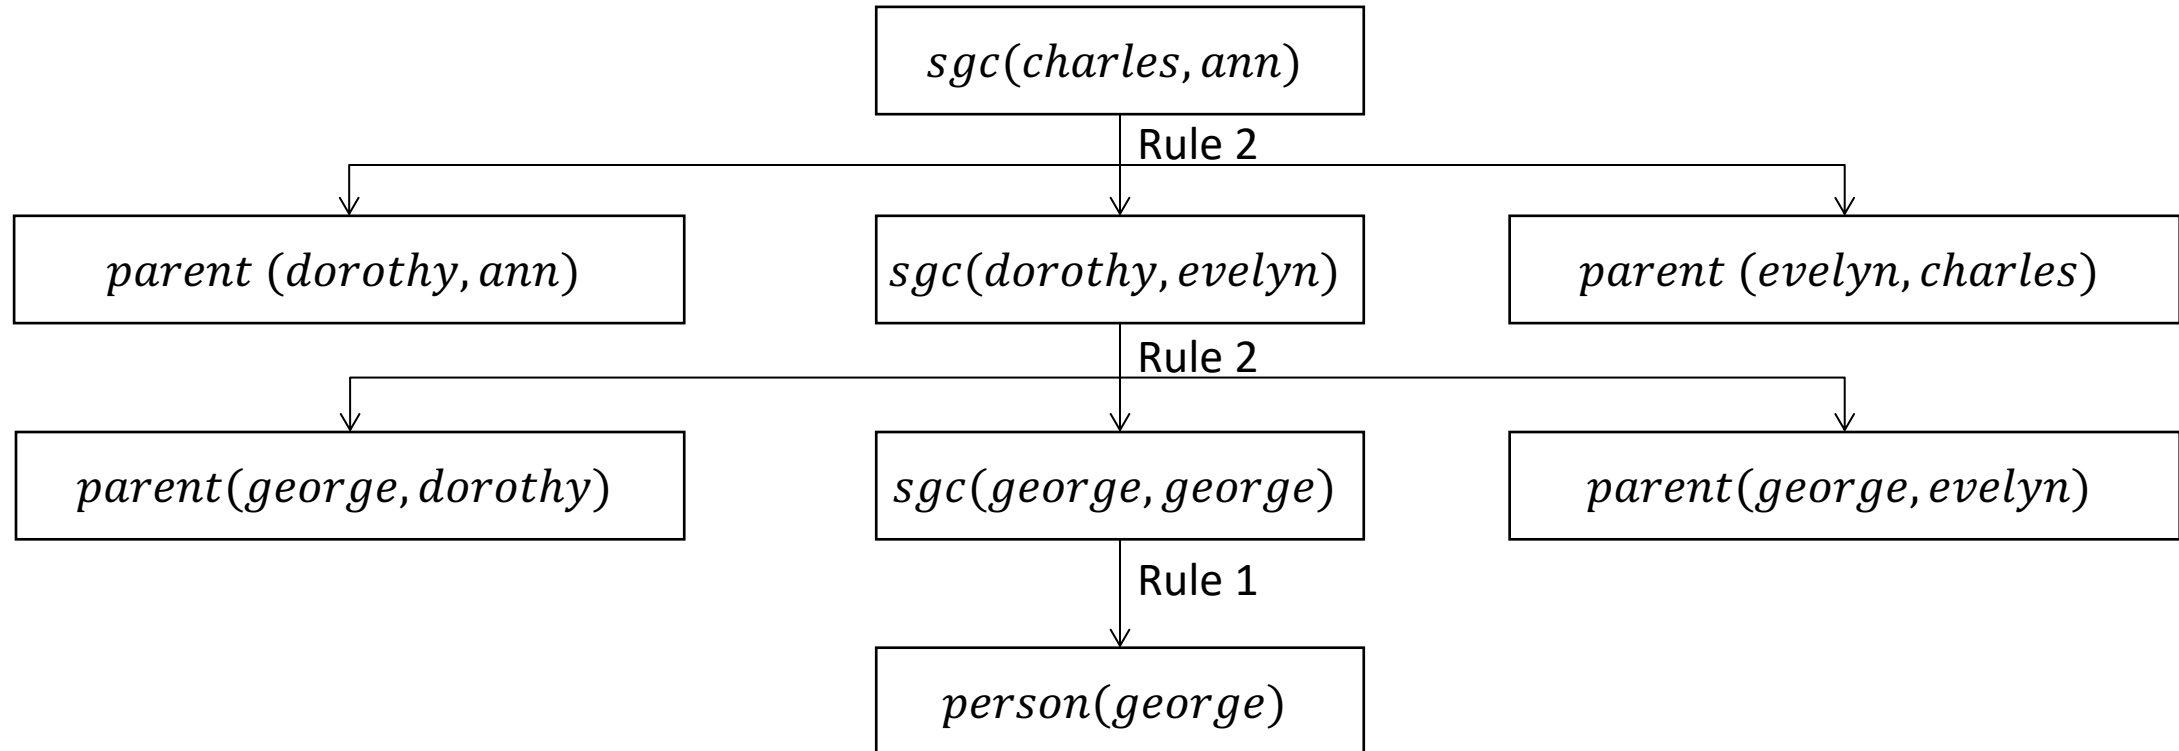 sgc(charles, ann)
Rule 2
parent (dorothy, ann)
sgc(dorothy, evelyn)
parent (evelyn, charles)
Rule 2
parent(george, dorothy)
sgc(george, george)
parent(george, evelyn)
Rule 1
person(george)